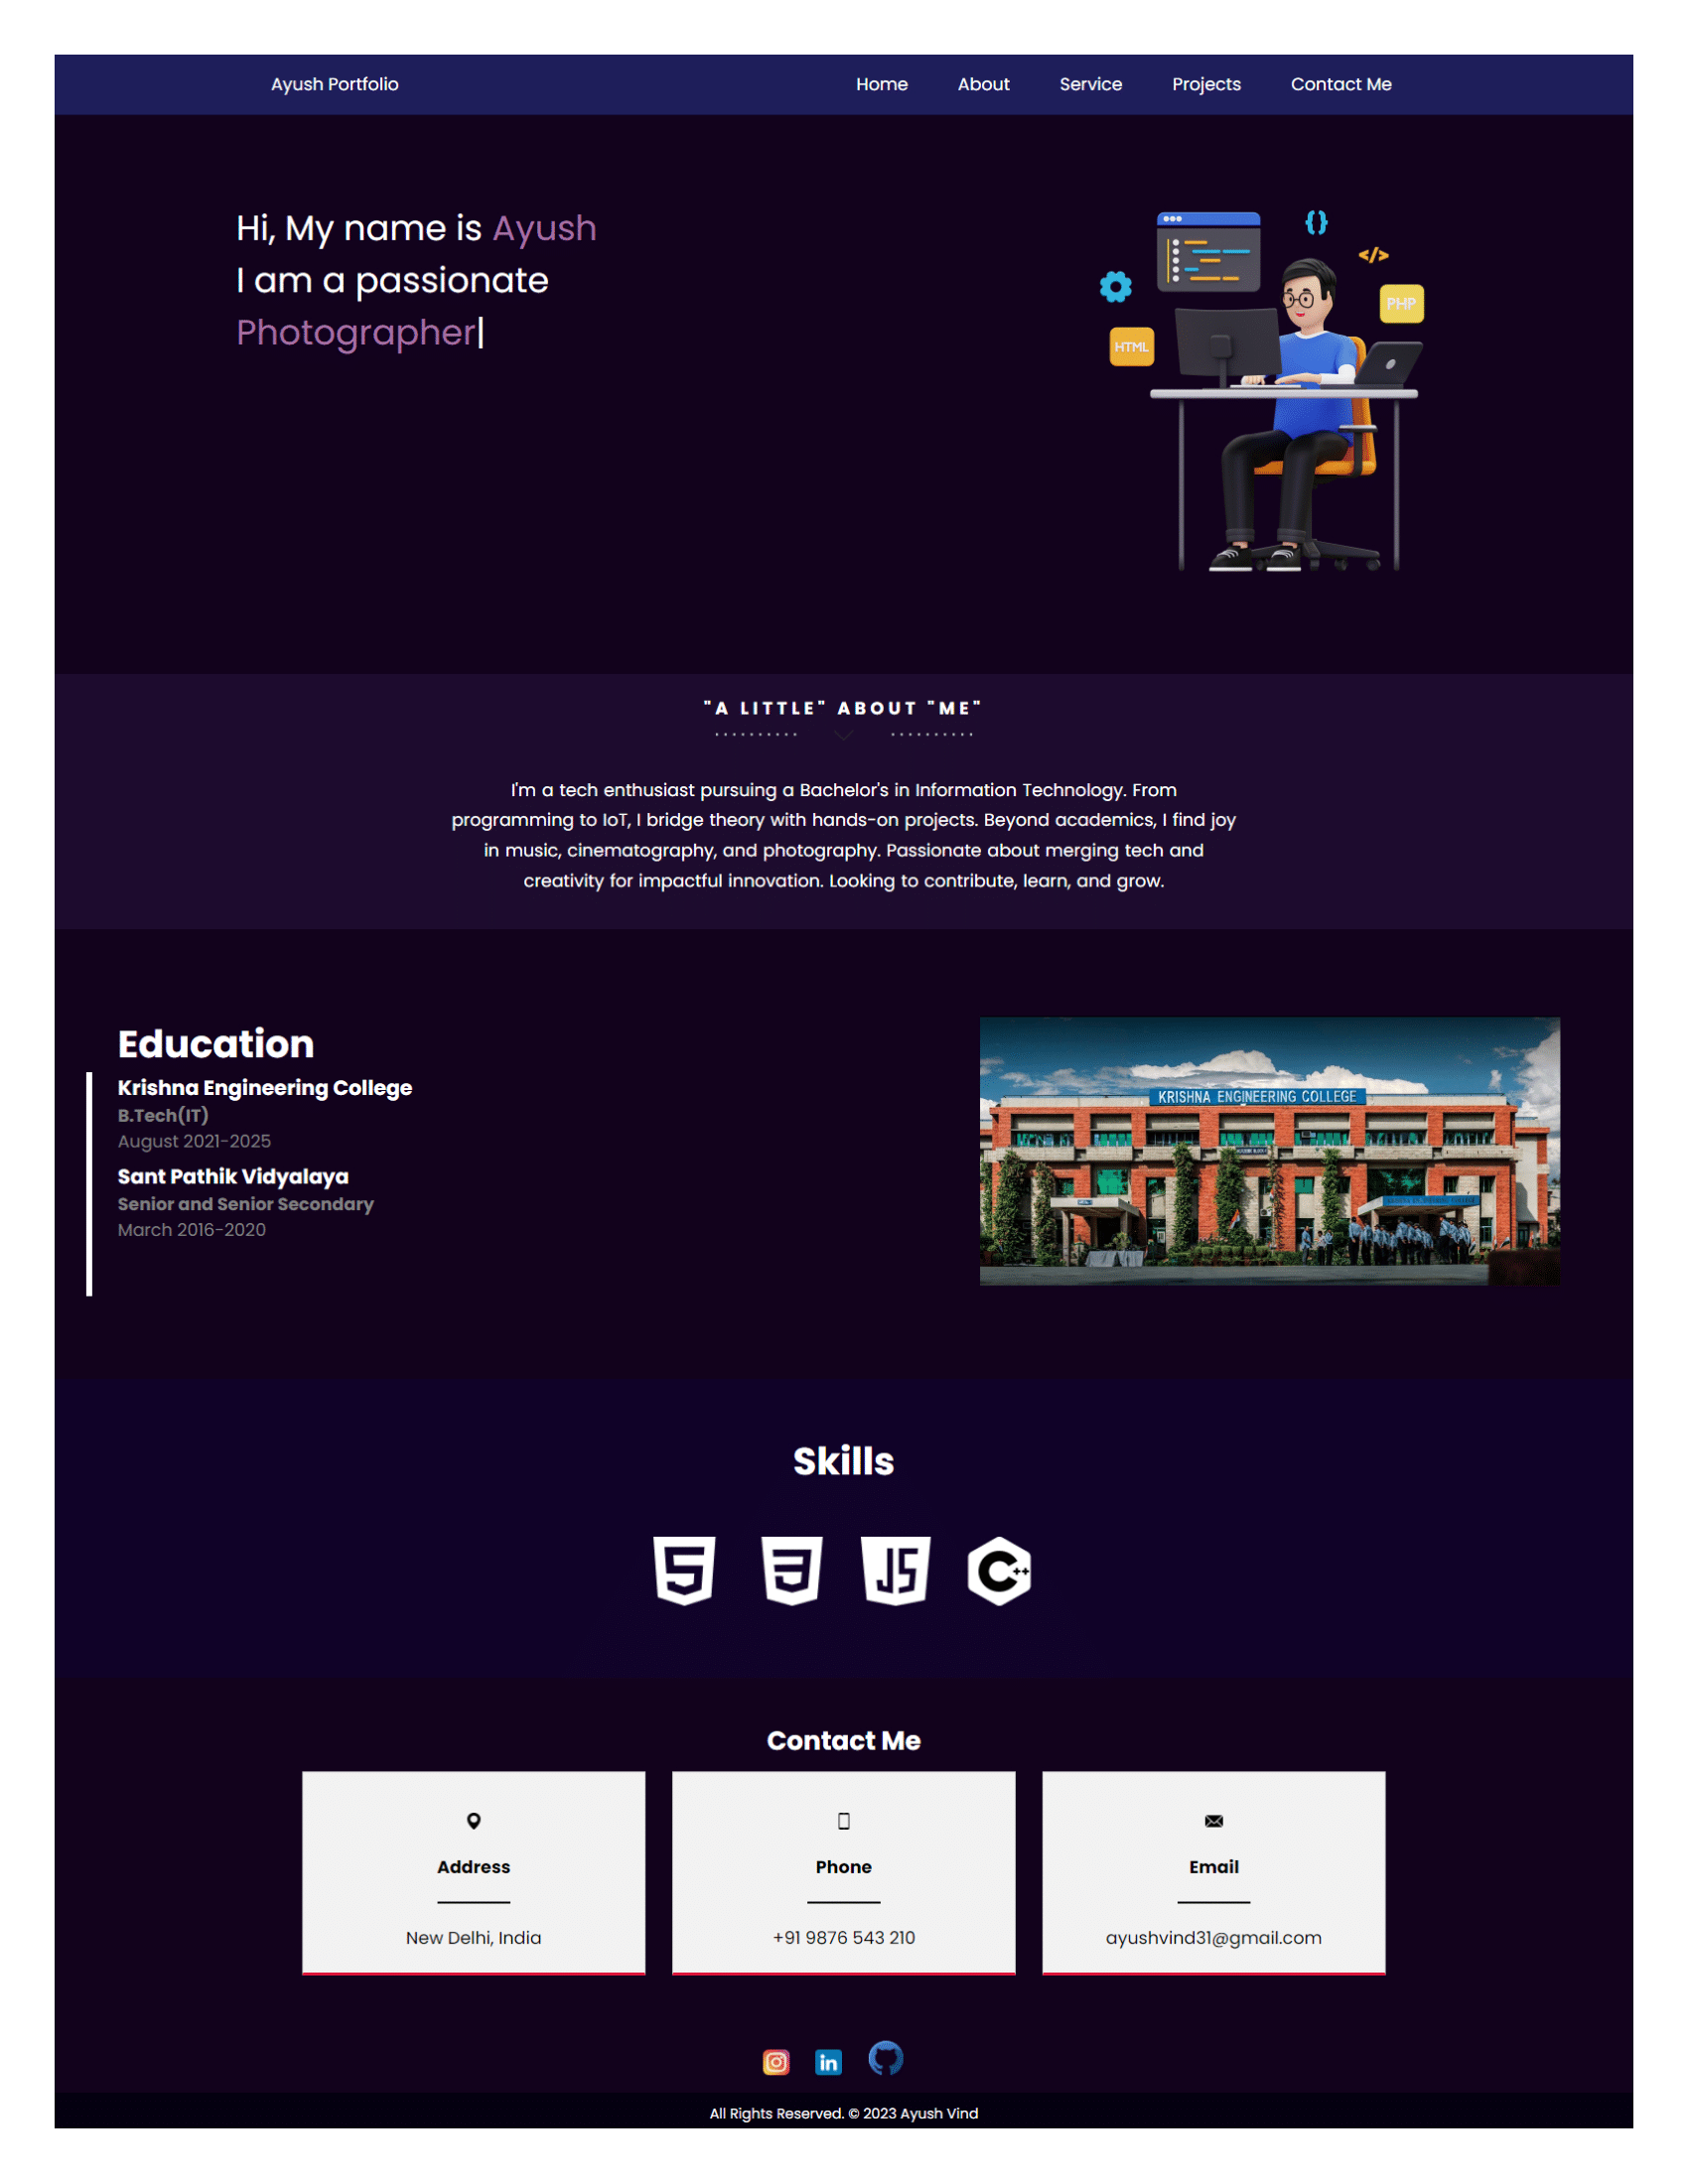 Ayush Portfolio
Home About Service Projects Contact Me
Hi, My name is Ayush
I am a passionate
Photographer|
{}
</>
PHP
HTML
"A LITTLE" ABOUT "ME"
I'm a tech enthusiast pursuing a Bachelor's in Information Technology. From
programming to IoT, I bridge theory with hands-on projects. Beyond academics, I find joy
in music, cinematography, and photography. Passionate about merging tech and
creativity for impactful innovation. Looking to contribute, learn, and grow.
Education
Krishna Engineering College
B.Tech(IT)
August 2021-2025
Sant Pathik Vidyalaya
Senior and Senior Secondary
March 2016-2020
KRISHNA ENGINEERING COLLEGE
Skills
5 3 JS C++
Contact Me
Address
New Delhi, India
Phone
+91 9876 543 210
Email
ayushvind31@gmail.com
in
All Rights Reserved. © 2023 Ayush Vind